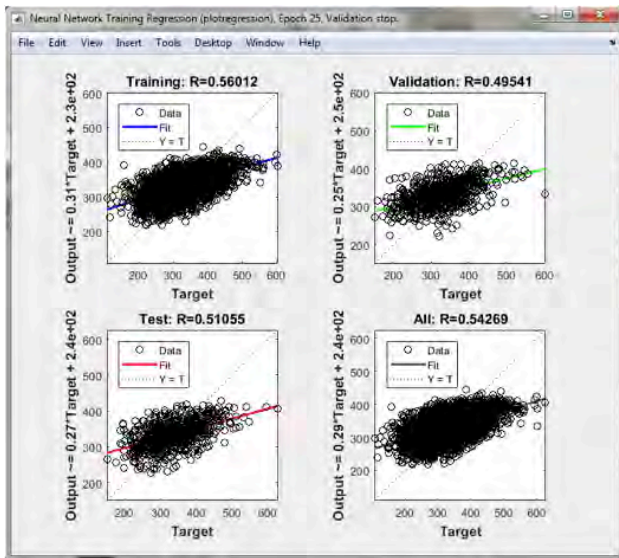 Neural Network Training Regression (plotregression), Epoch 25, Validation stop.
File Edit View Insert Tools Desktop Window Help
Training: R=0.56012
Output ~= 0.31*Target + 2.3e+02
600
500
400
300
200
Data
Fit
Y = T
200 300 400 500 600
Target
Validation: R=0.49541
Output ~= 0.25*Target + 2.5e+02
600
500
400
300
200
Data
Fit
Y = T
200 300 400 500 600
Target
Test: R=0.51055
Output ~= 0.27*Target + 2.4e+02
600
500
400
300
200
Data
Fit
Y = T
200 300 400 500 600
Target
All: R=0.54269
Output ~= 0.29*Target + 2.4e+02
600
500
400
300
200
Data
Fit
Y = T
200 300 400 500 600
Target